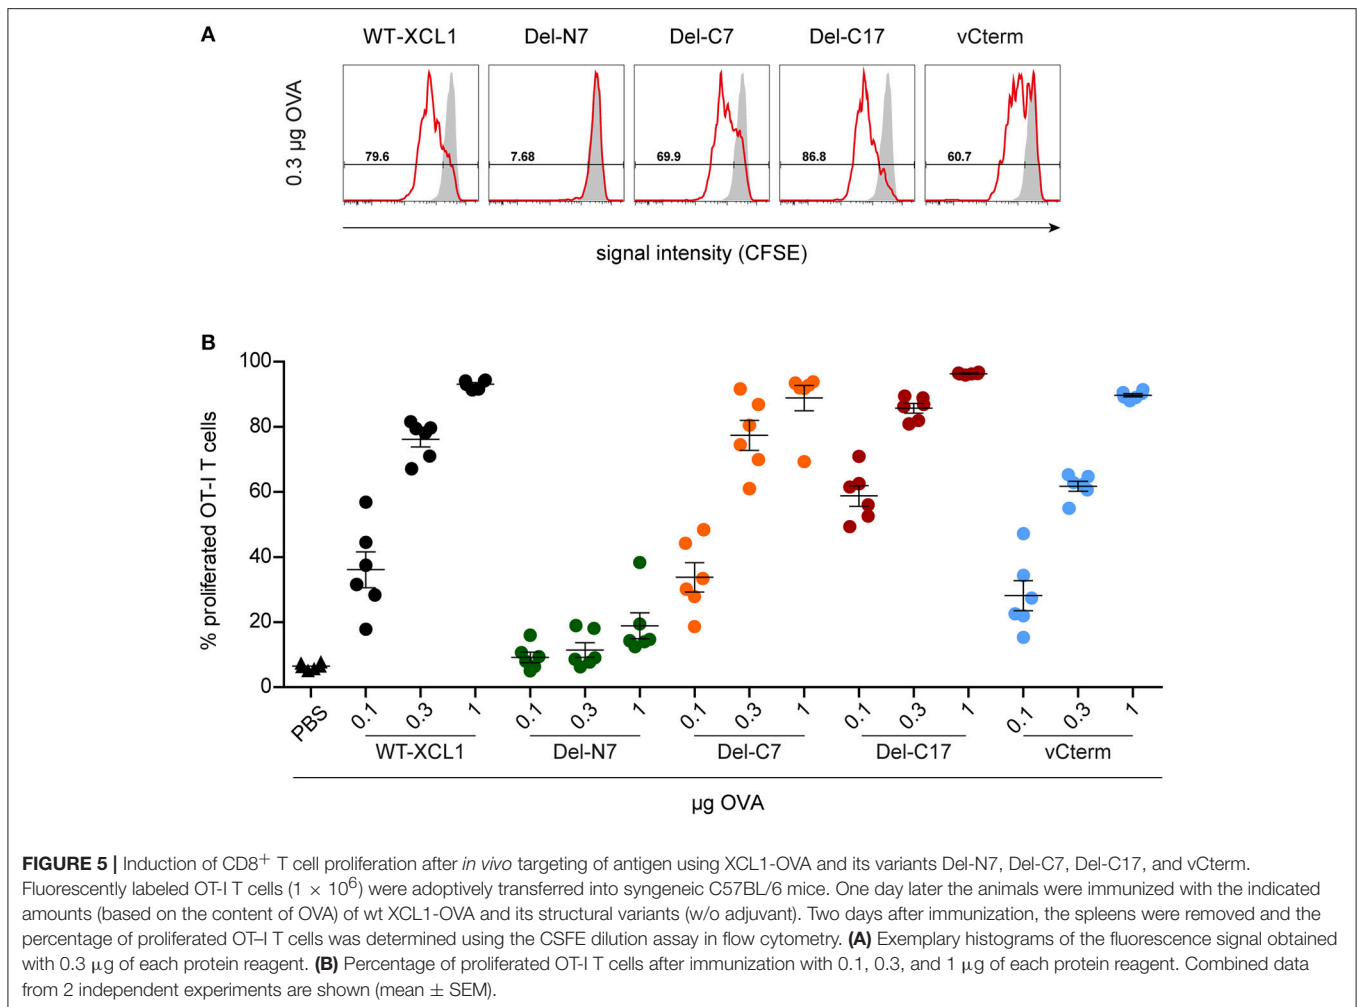 A
WT-XCL1 Del-N7 Del-C7 Del-C17 vCterm
0.3 µg OVA
79.6 7.68 69.9 86.8 60.7
signal intensity (CFSE)
B
% proliferated OT-I T cells
100
80
60
40
20
0
PBS 0.1 0.3 1 0.1 0.3 1 0.1 0.3 1 0.1 0.3 1 0.1 0.3 1
WT-XCL1 Del-N7 Del-C7 Del-C17 vCterm
µg OVA
FIGURE 5 | Induction of CD8⁺ T cell proliferation after in vivo targeting of antigen using XCL1-OVA and its variants Del-N7, Del-C7, Del-C17, and vCterm.
Fluorescently labeled OT-I T cells (1 × 10⁶) were adoptively transferred into syngeneic C57BL/6 mice. One day later the animals were immunized with the indicated
amounts (based on the content of OVA) of wt XCL1-OVA and its structural variants (w/o adjuvant). Two days after immunization, the spleens were removed and the
percentage of proliferated OT–I T cells was determined using the CSFE dilution assay in flow cytometry. (A) Exemplary histograms of the fluorescence signal obtained
with 0.3 µg of each protein reagent. (B) Percentage of proliferated OT-I T cells after immunization with 0.1, 0.3, and 1 µg of each protein reagent. Combined data
from 2 independent experiments are shown (mean ± SEM).